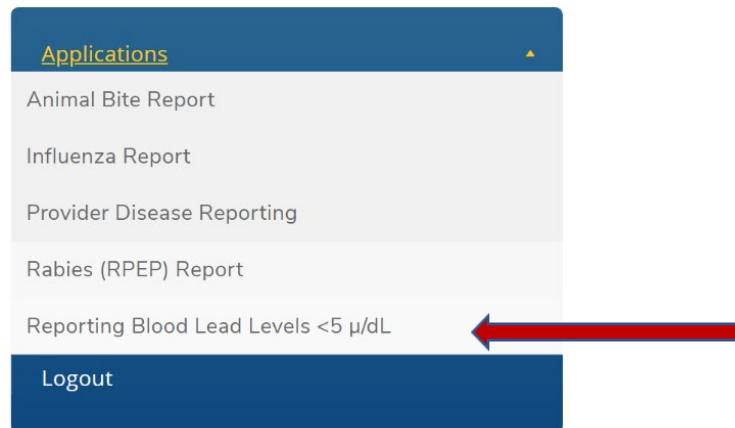 Applications
Animal Bite Report
Influenza Report
Provider Disease Reporting
Rabies (RPEP) Report
Reporting Blood Lead Levels <5 µ/dL
Logout